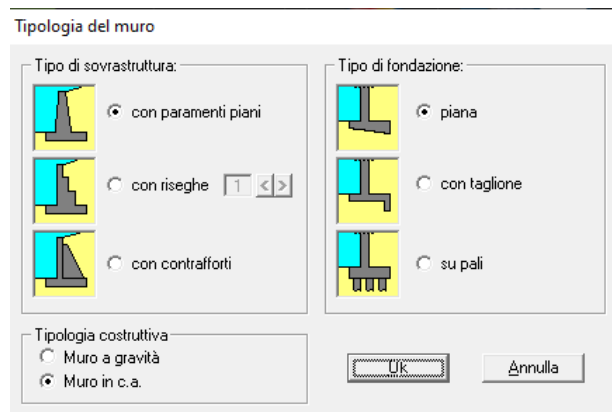 Tipologia del muro
Tipo di sovrastruttura:
con paramenti piani
con riseghe 1 < >
con contrafforti
Tipo di fondazione:
piana
con taglione
su pali
Tipologia costruttiva
Muro a gravità
Muro in c.a.
Ok
Annulla